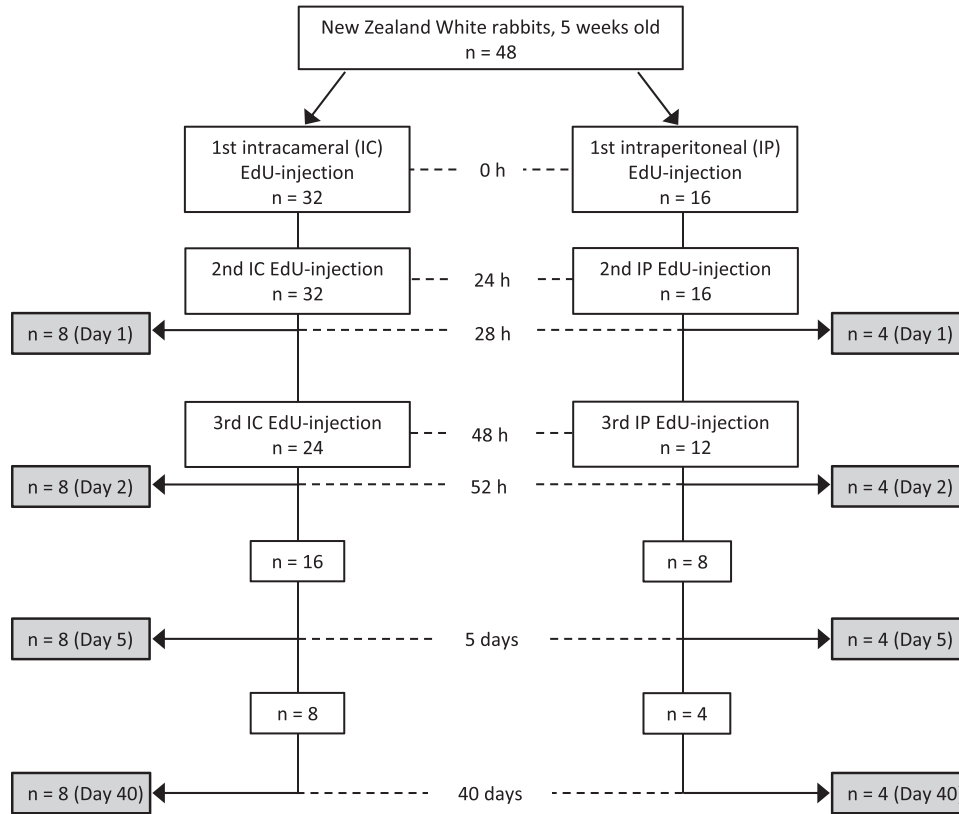 New Zealand White rabbits, 5 weeks old
n = 48
1st intracameral (IC)
EdU-injection
n = 32
0 h
1st intraperitoneal (IP)
EdU-injection
n = 16
2nd IC EdU-injection
n = 32
24 h
2nd IP EdU-injection
n = 16
n = 8 (Day 1)
28 h
n = 4 (Day 1)
3rd IC EdU-injection
n = 24
48 h
3rd IP EdU-injection
n = 12
n = 8 (Day 2)
52 h
n = 4 (Day 2)
n = 16
n = 8
n = 8 (Day 5)
5 days
n = 4 (Day 5)
n = 8
n = 4
n = 8 (Day 40)
40 days
n = 4 (Day 40)